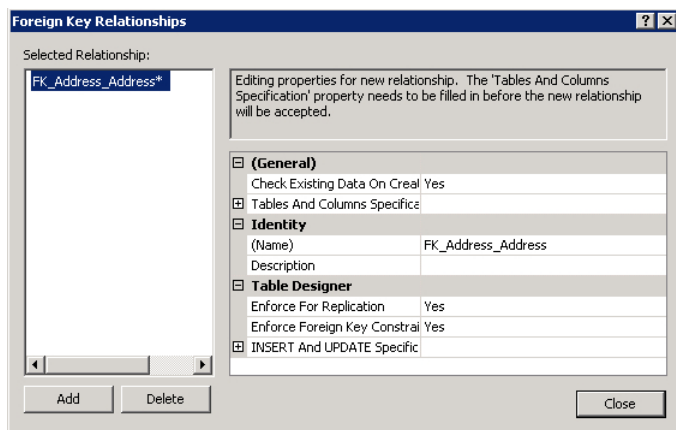 Foreign Key Relationships
Selected Relationship:
FK_Address_Address*
Editing properties for new relationship. The 'Tables And Columns
Specification' property needs to be filled in before the new relationship
will be accepted.
(General)
Check Existing Data On Creat Yes
Tables And Columns Specifica
Identity
(Name) FK_Address_Address
Description
Table Designer
Enforce For Replication Yes
Enforce Foreign Key Constrai Yes
INSERT And UPDATE Specific
Add Delete
Close